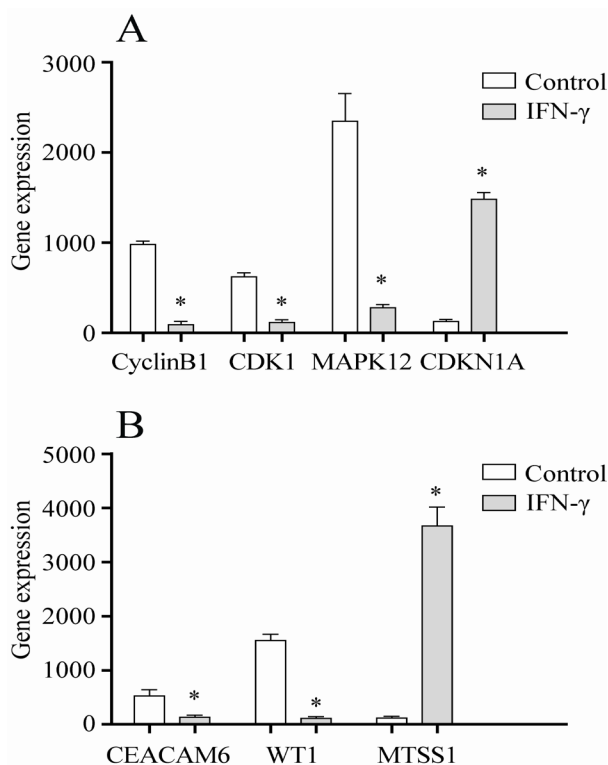 A
Gene expression
3000
2000
1000
0
Control
IFN-γ
*
*
*
*
CyclinB1 CDK1 MAPK12 CDKN1A
B
Gene expression
5000
4000
3000
2000
1000
0
Control
IFN-γ
*
*
*
CEACAM6 WT1 MTSS1